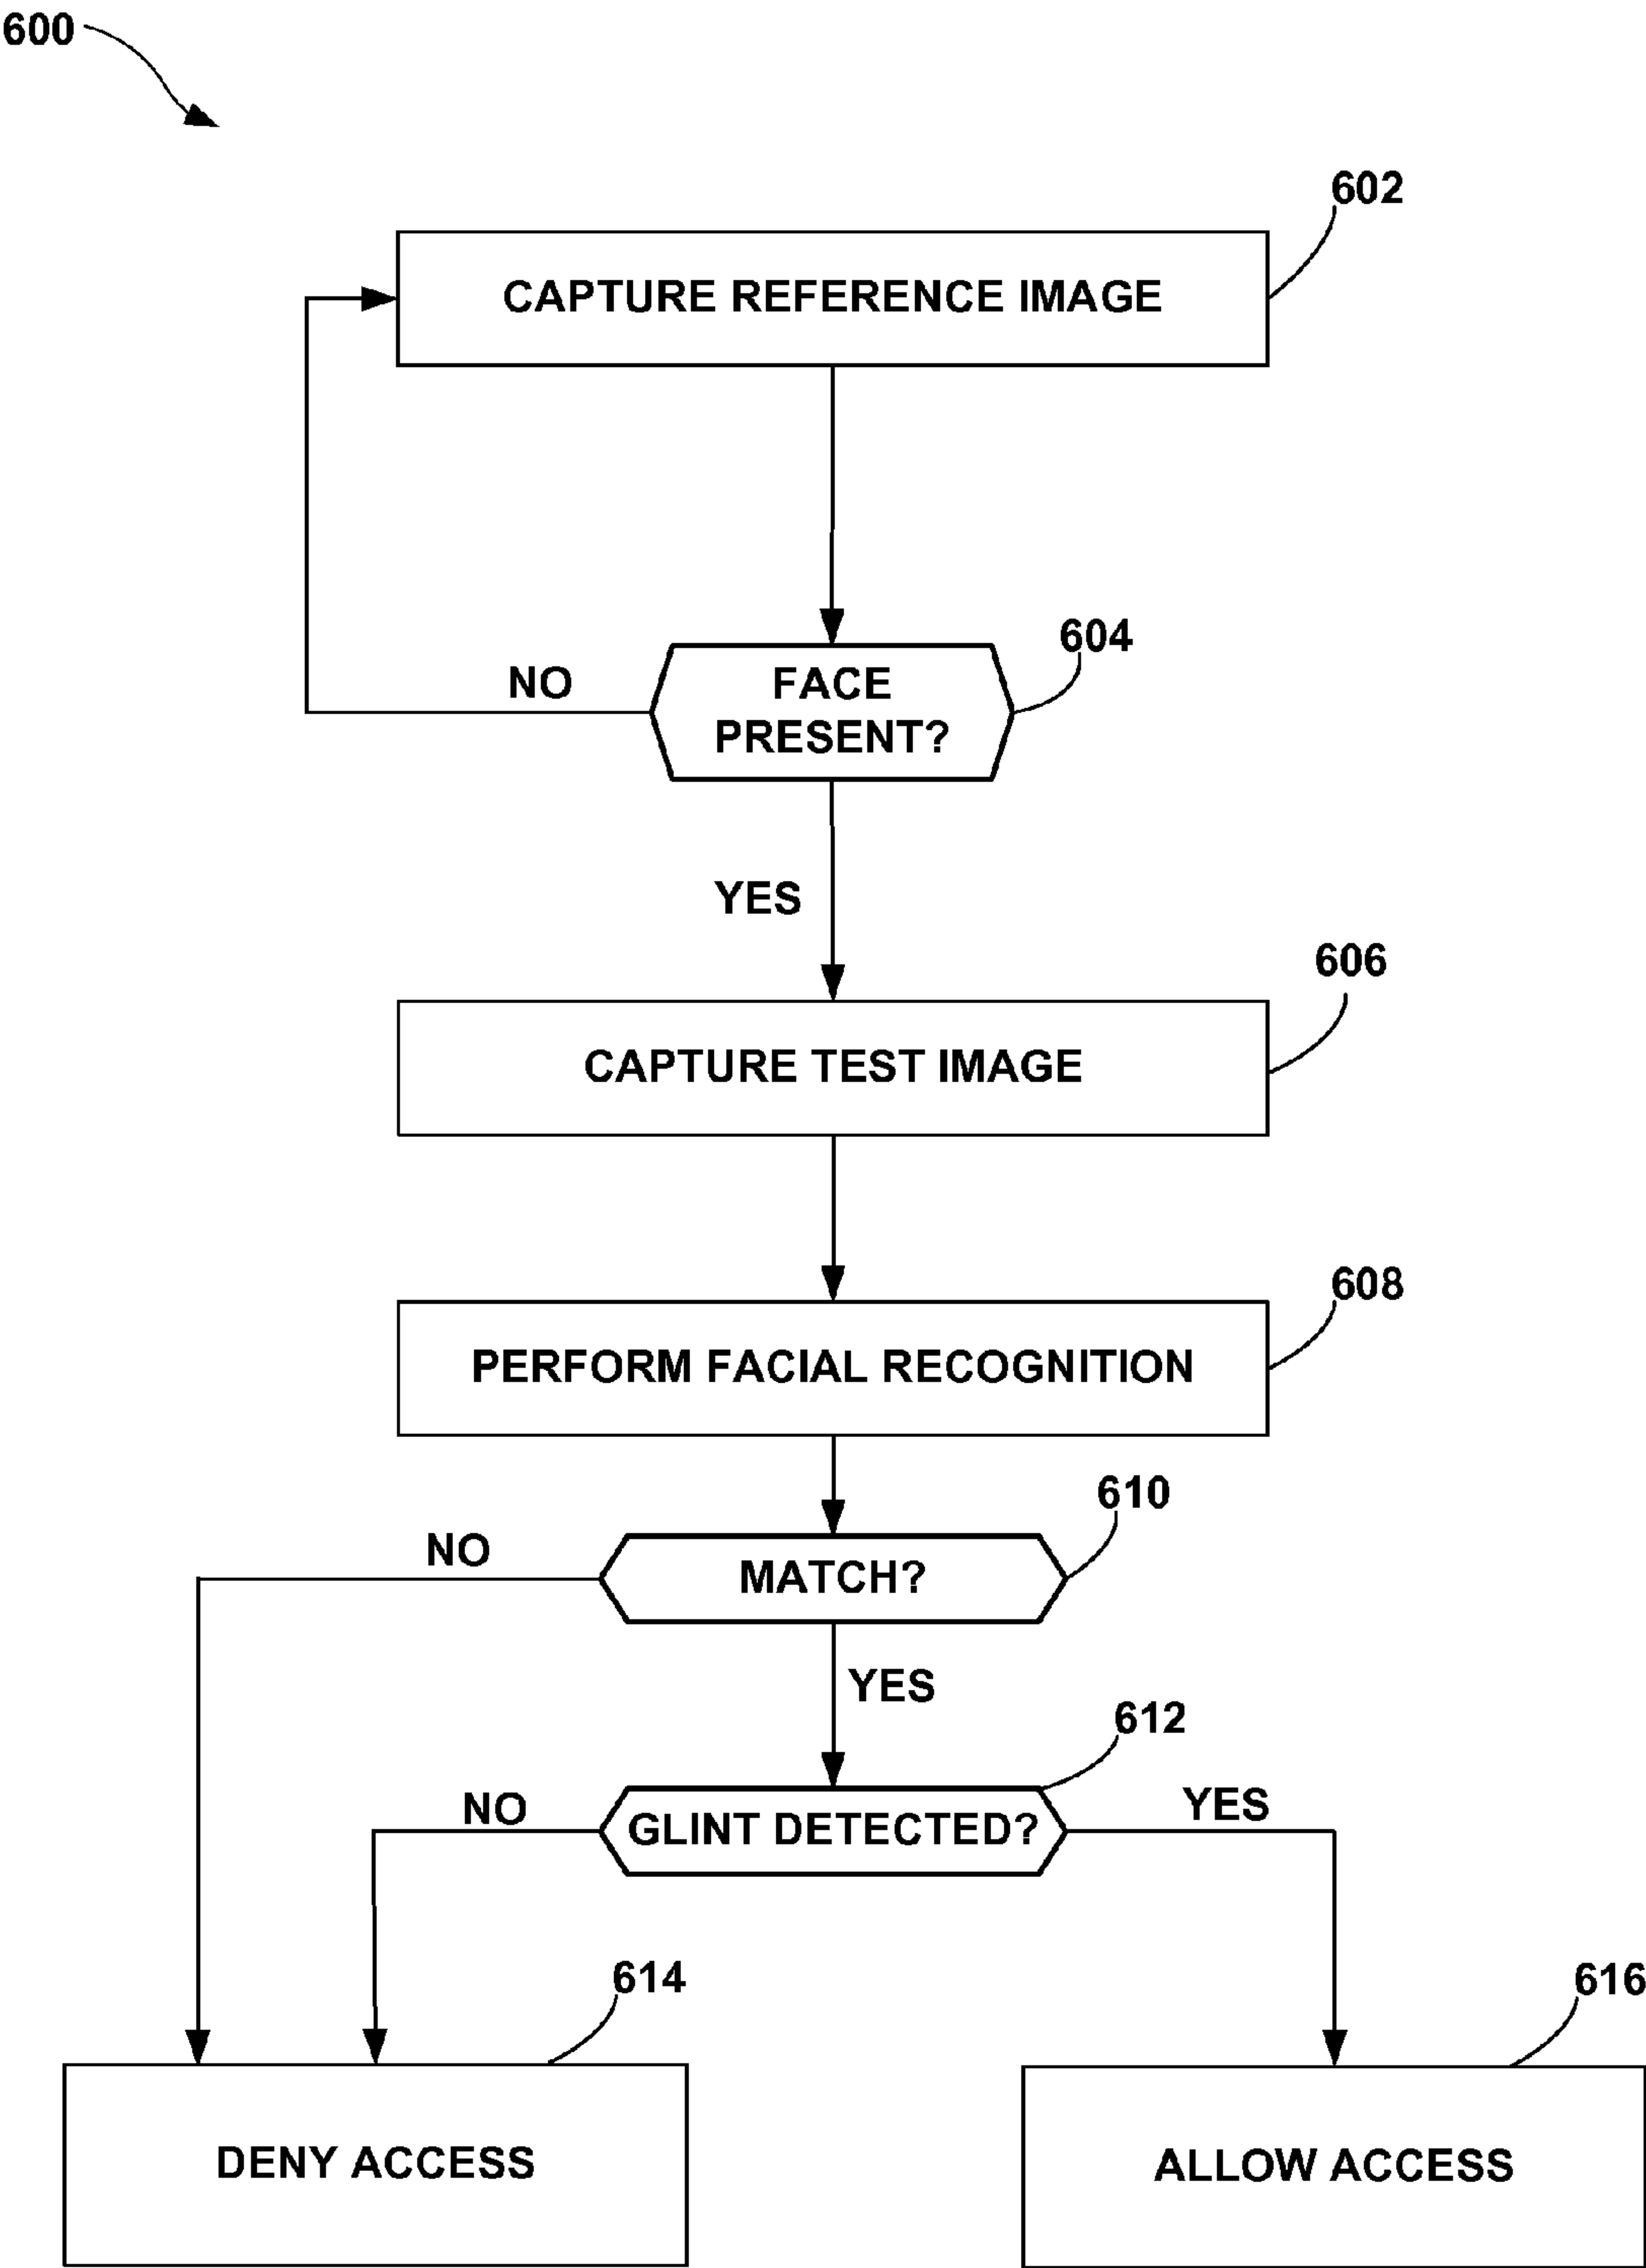 600
602
CAPTURE REFERENCE IMAGE
604
NO
FACE
PRESENT?
YES
606
CAPTURE TEST IMAGE
608
PERFORM FACIAL RECOGNITION
610
NO
MATCH?
YES
612
NO
GLINT DETECTED?
YES
614
616
DENY ACCESS
ALLOW ACCESS